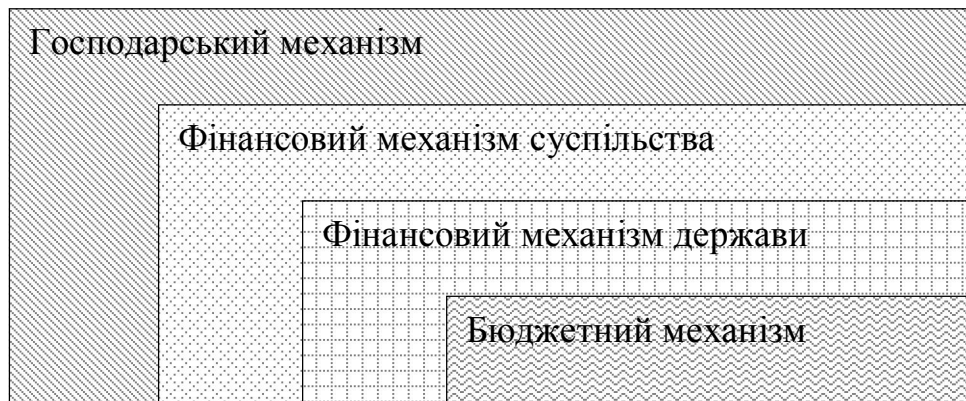 Господарський механізм
Фінансовий механізм суспільства
Фінансовий механізм держави
Бюджетний механізм